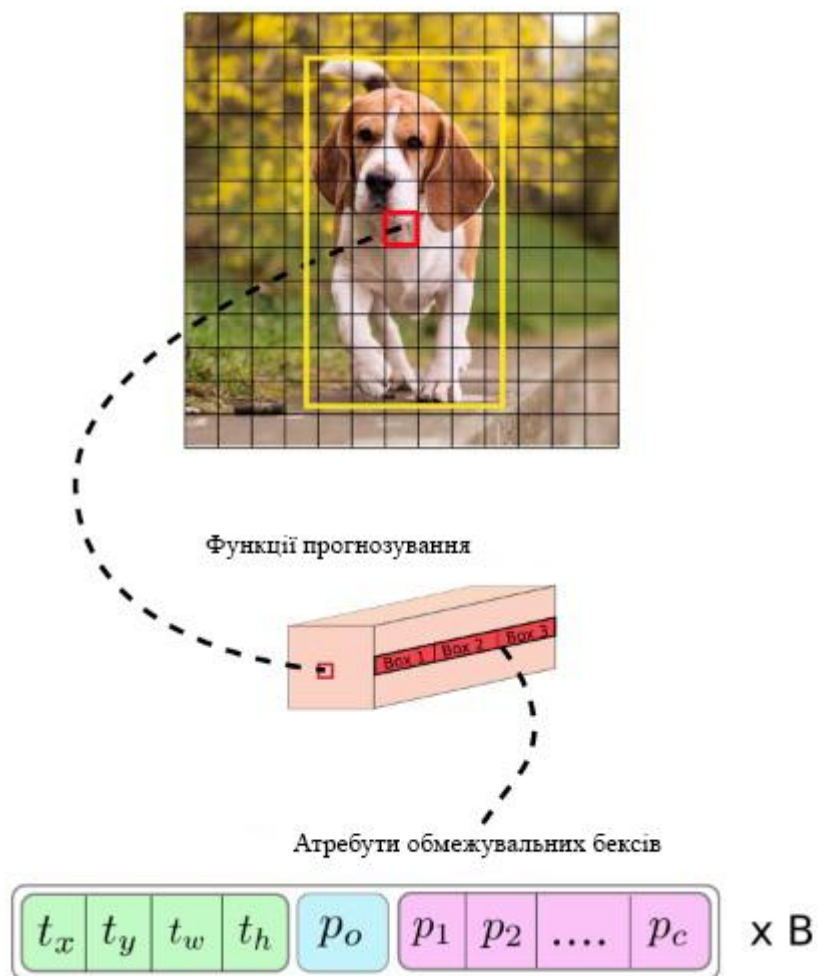 Функції прогнозування
Box 1 Box 2 Box 3
Атребути обмежувальних бексів
t_x t_y t_w t_h p_o p_1 p_2 .... p_c x B